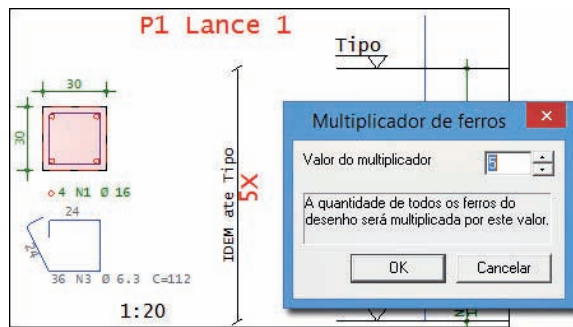 P1 Lance 1
Tipo
30
30
4 N1 Ø 16
24
24
36 N3 Ø 6.3 C=112
1:20
IDEM ate Tipo
5X
Multiplicador de ferros
Valor do multiplicador
5
A quantidade de todos os ferros do
desenho será multiplicada por este valor.
OK
Cancelar